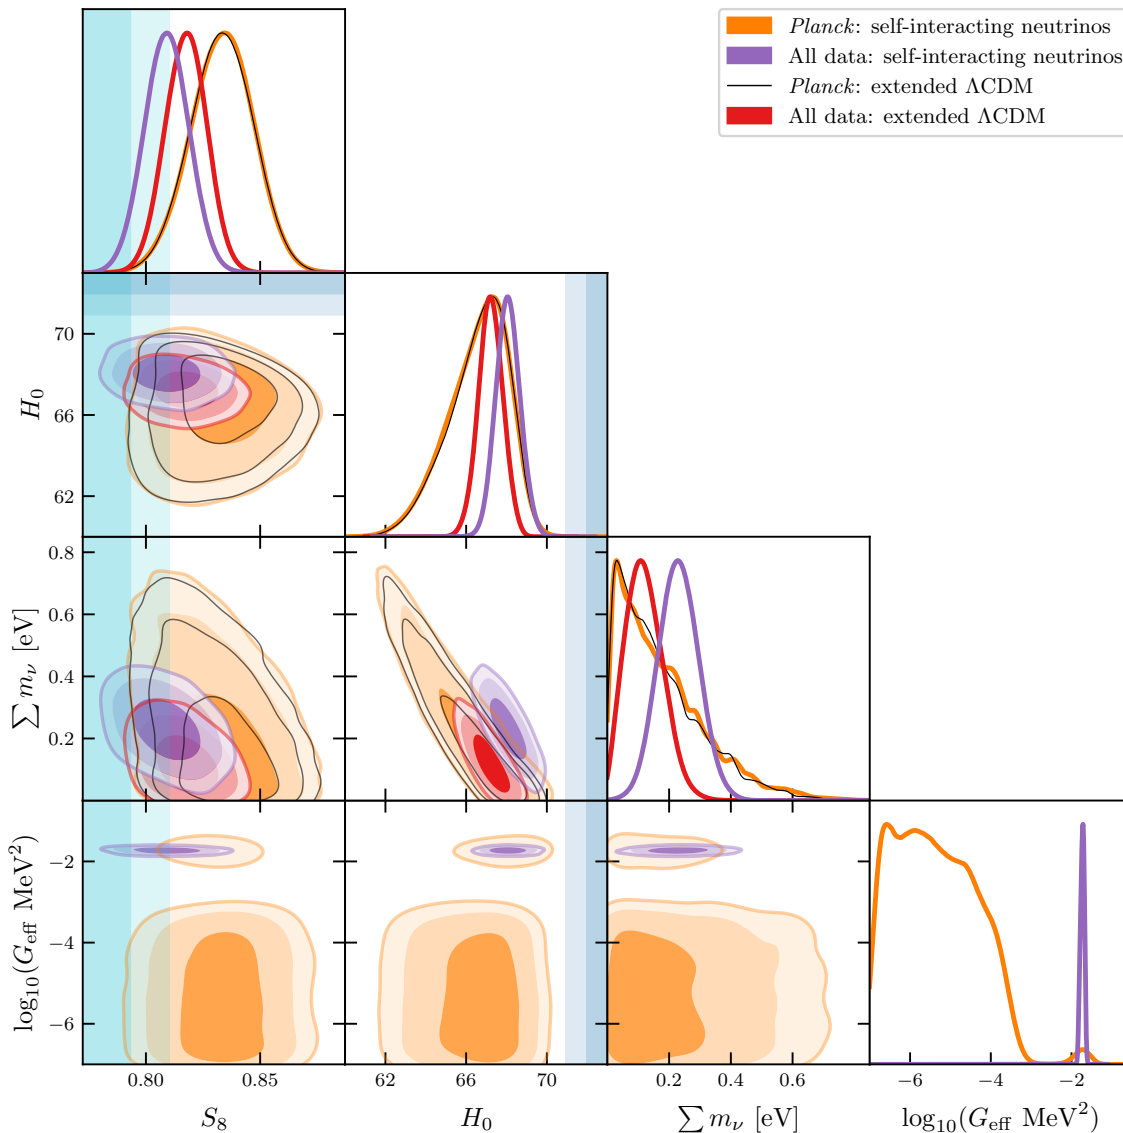 Planck: self-interacting neutrinos
All data: self-interacting neutrinos
Planck: extended ΛCDM
All data: extended ΛCDM
H₀
70
66
62
∑ mν [eV]
0.8
0.6
0.4
0.2
log₁₀(G_eff MeV²)
−2
−4
−6
0.80 0.85 62 66 70 0.2 0.4 0.6 −6 −4 −2
S₈ H₀ ∑ mν [eV] log₁₀(G_eff MeV²)